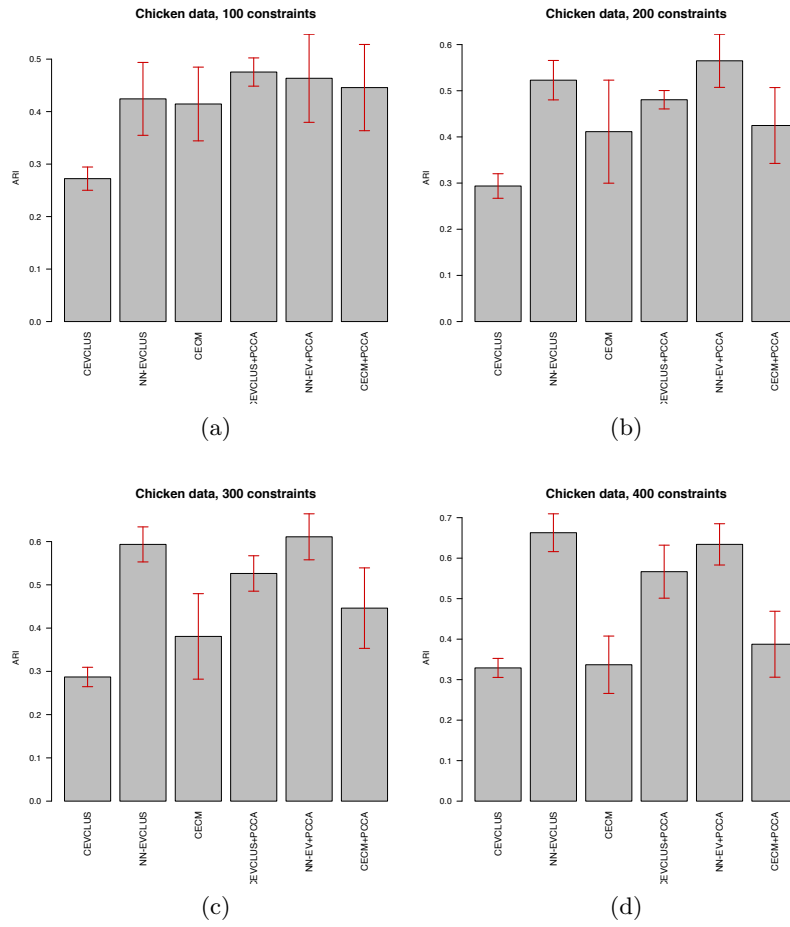 Chicken data, 100 constraints
ARI
0.5
0.4
0.3
0.2
0.1
0.0
CEVCLUS
NN-EVCLUS
CECM
CEVCLUS+PCCA
NN-EV+PCCA
CECM+PCCA
(a)
Chicken data, 200 constraints
ARI
0.6
0.5
0.4
0.3
0.2
0.1
0.0
CEVCLUS
NN-EVCLUS
CECM
CEVCLUS+PCCA
NN-EV+PCCA
CECM+PCCA
(b)
Chicken data, 300 constraints
ARI
0.6
0.5
0.4
0.3
0.2
0.1
0.0
CEVCLUS
NN-EVCLUS
CECM
CEVCLUS+PCCA
NN-EV+PCCA
CECM+PCCA
(c)
Chicken data, 400 constraints
ARI
0.7
0.6
0.5
0.4
0.3
0.2
0.1
0.0
CEVCLUS
NN-EVCLUS
CECM
CEVCLUS+PCCA
NN-EV+PCCA
CECM+PCCA
(d)